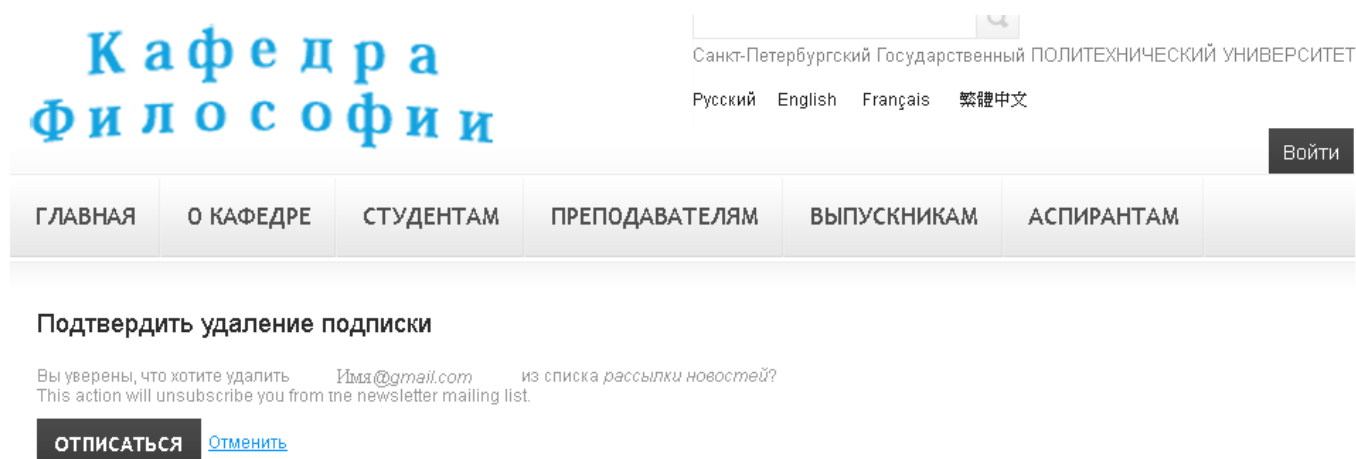 Кафедра
Философии
Санкт-Петербургский Государственный ПОЛИТЕХНИЧЕСКИЙ УНИВЕРСИТЕТ
Русский English Français 繁體中文
Войти
ГЛАВНАЯ О КАФЕДРЕ СТУДЕНТАМ ПРЕПОДАВАТЕЛЯМ ВЫПУСКНИКАМ АСПИРАНТАМ
Подтвердить удаление подписки
Вы уверены, что хотите удалить Имя@gmail.com из списка рассылки новостей?
This action will unsubscribe you from the newsletter mailing list.
ОТПИСАТЬСЯ Отменить